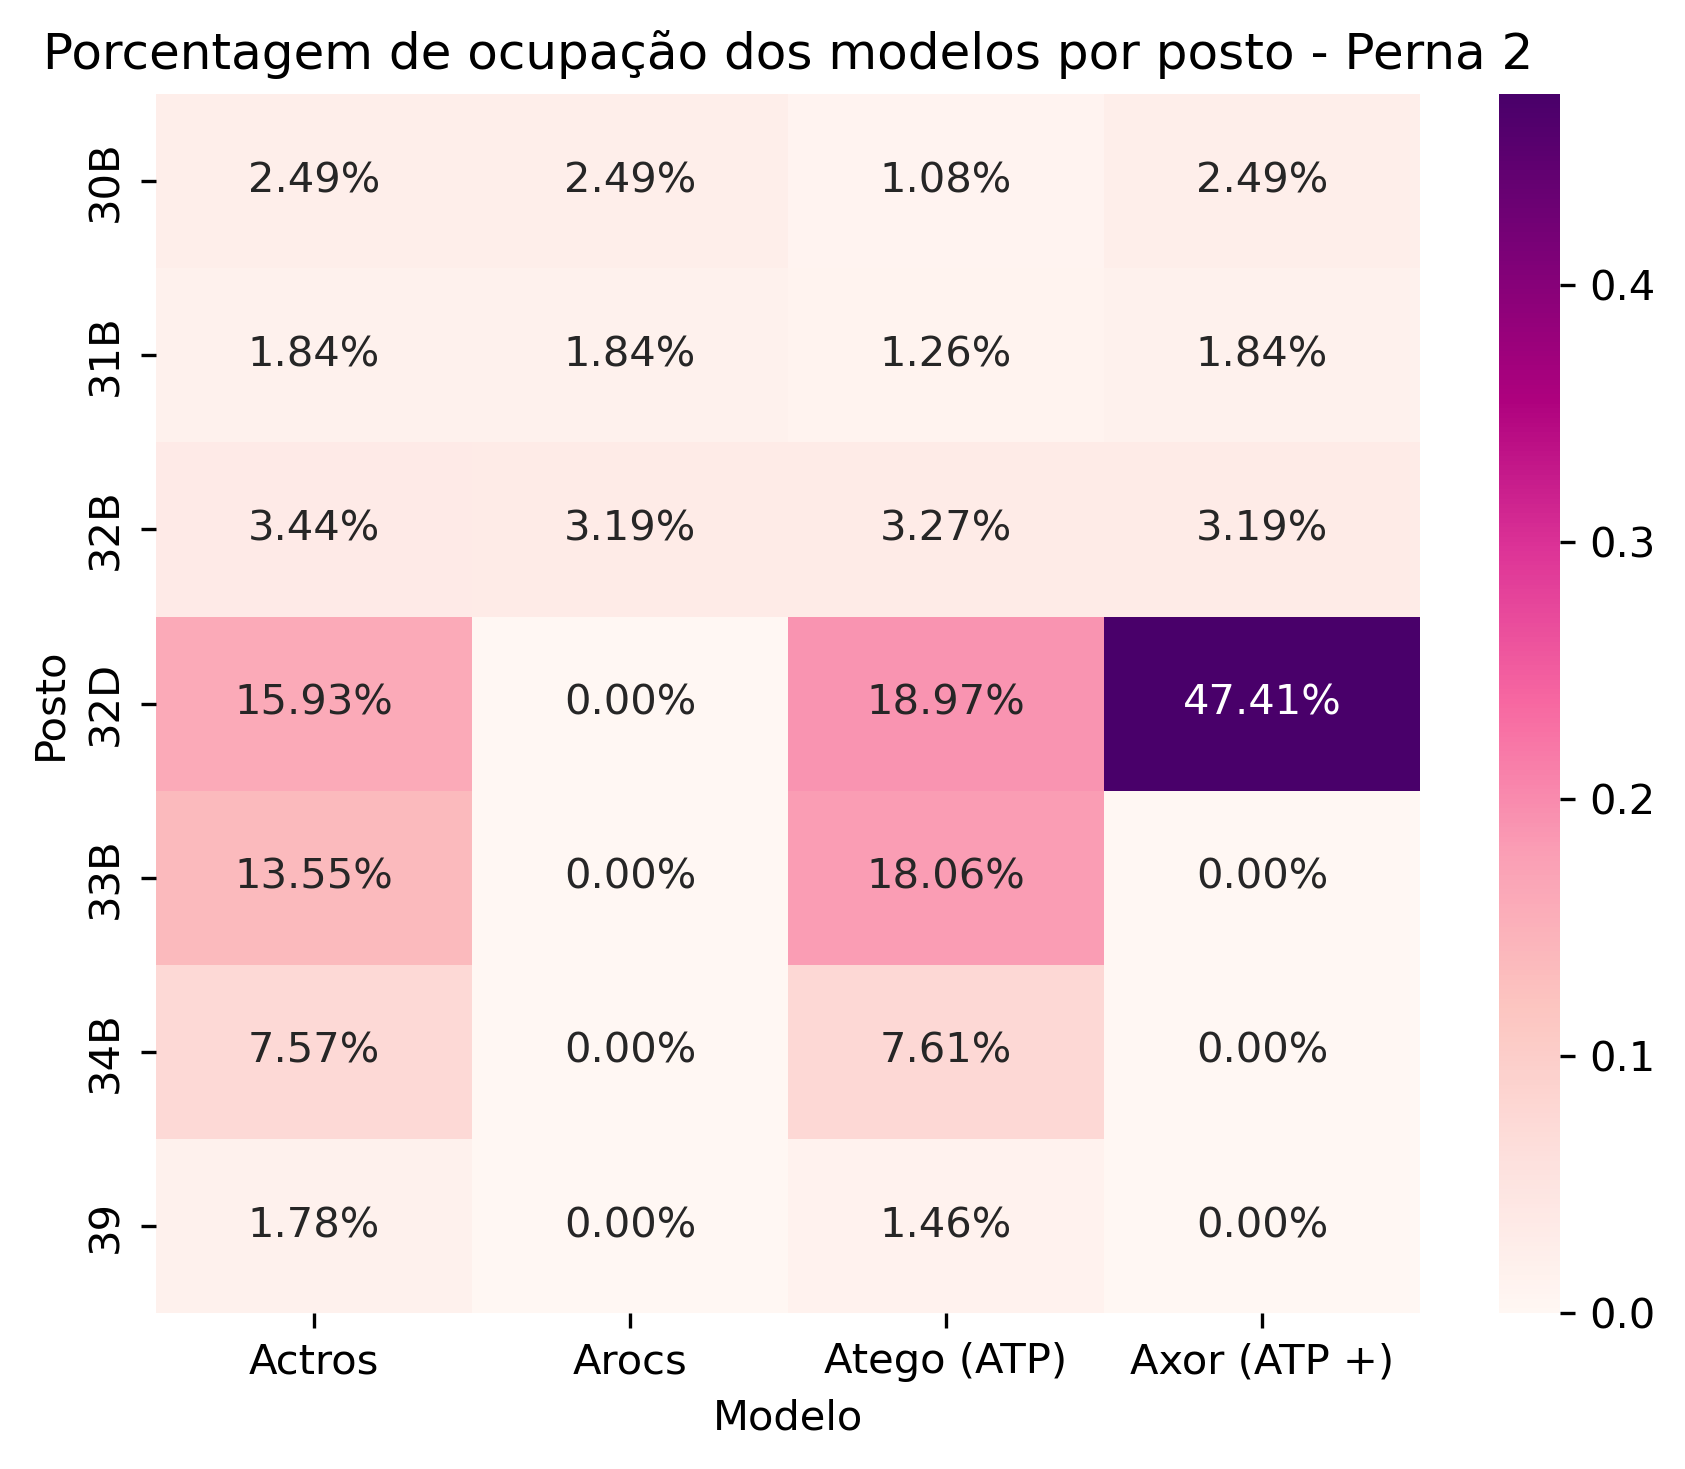 Porcentagem de ocupação dos modelos por posto - Perna 2
30B 2.49% 2.49% 1.08% 2.49%
31B 1.84% 1.84% 1.26% 1.84%
32B 3.44% 3.19% 3.27% 3.19%
32D 15.93% 0.00% 18.97% 47.41%
33B 13.55% 0.00% 18.06% 0.00%
34B 7.57% 0.00% 7.61% 0.00%
39 1.78% 0.00% 1.46% 0.00%
Posto
Actros Arocs Atego (ATP) Axor (ATP +)
Modelo
0.4
0.3
0.2
0.1
0.0